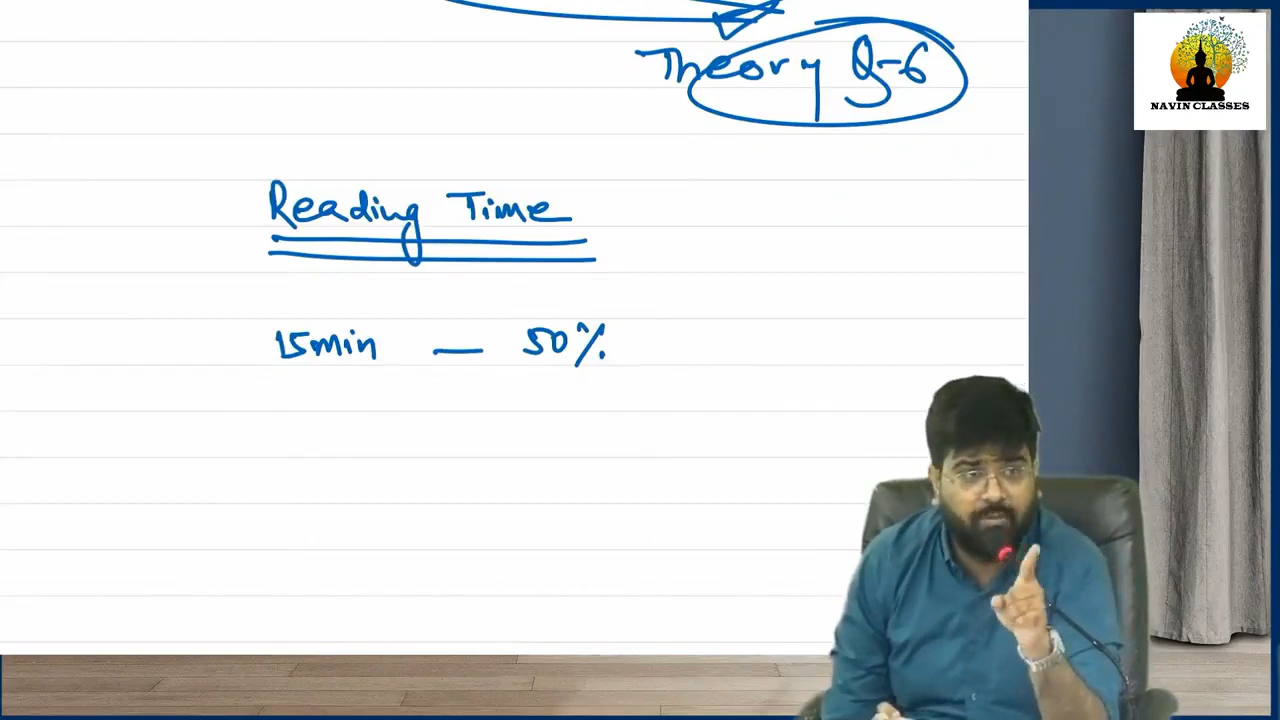 Theory Q-6
NAVIN CLASSES
Reading Time
15min — 50%